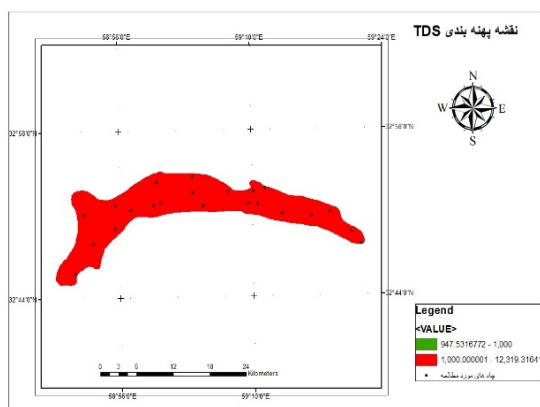 نقشه پهنه بندی TDS
58°56'0"E 59°10'0"E 59°24'0"E
N
W E
S
32°58'0"N 32°58'0"N
32°44'0"N 32°44'0"N
Legend
<VALUE>
947.5316772 - 1,000
1,000.000001 - 12,319.31641
چاه های مورد مطالعه
0 3 6 12 18 24
Kilometers
58°56'0"E 59°10'0"E